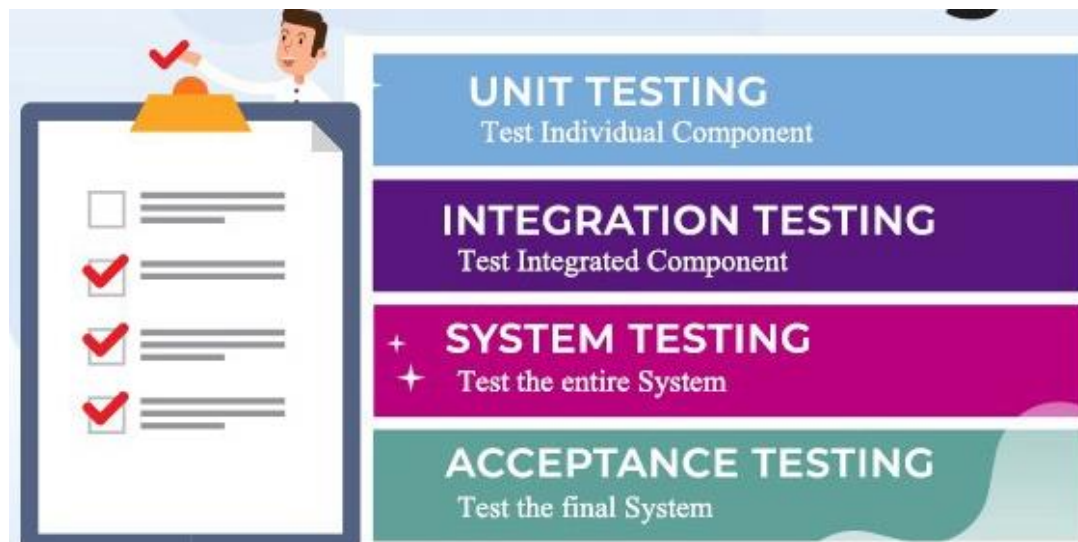 UNIT TESTING
Test Individual Component
INTEGRATION TESTING
Test Integrated Component
SYSTEM TESTING
Test the entire System
ACCEPTANCE TESTING
Test the final System